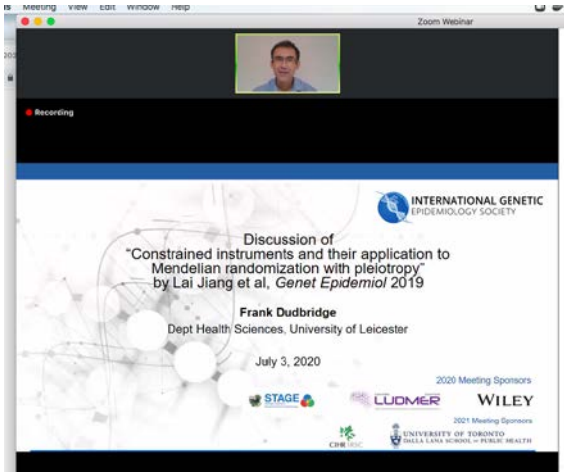 Meeting View Edit Window Help
Zoom Webinar
Recording
INTERNATIONAL GENETIC
EPIDEMIOLOGY SOCIETY
Discussion of
“Constrained instruments and their application to
Mendelian randomization with pleiotropy”
by Lai Jiang et al, Genet Epidemiol 2019
Frank Dudbridge
Dept Health Sciences, University of Leicester
July 3, 2020
2020 Meeting Sponsors
STAGE
LUDMER
WILEY
2021 Meeting Sponsors
UNIVERSITY OF TORONTO
DALLA LANA SCHOOL OF PUBLIC HEALTH